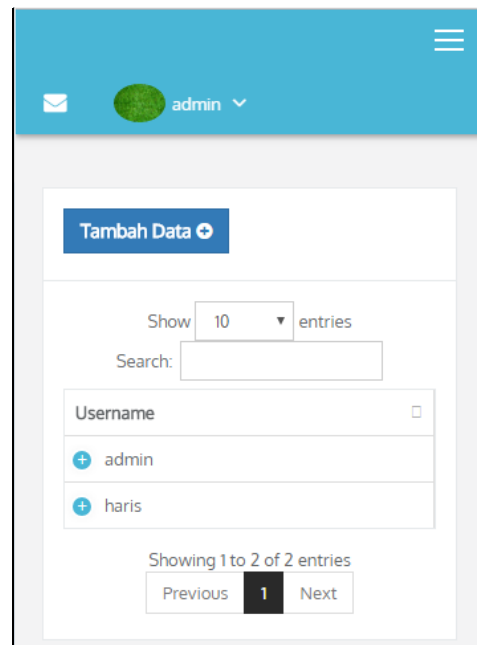 admin
Tambah Data
Show 10 entries
Search:
Username
admin
haris
Showing 1 to 2 of 2 entries
Previous 1 Next